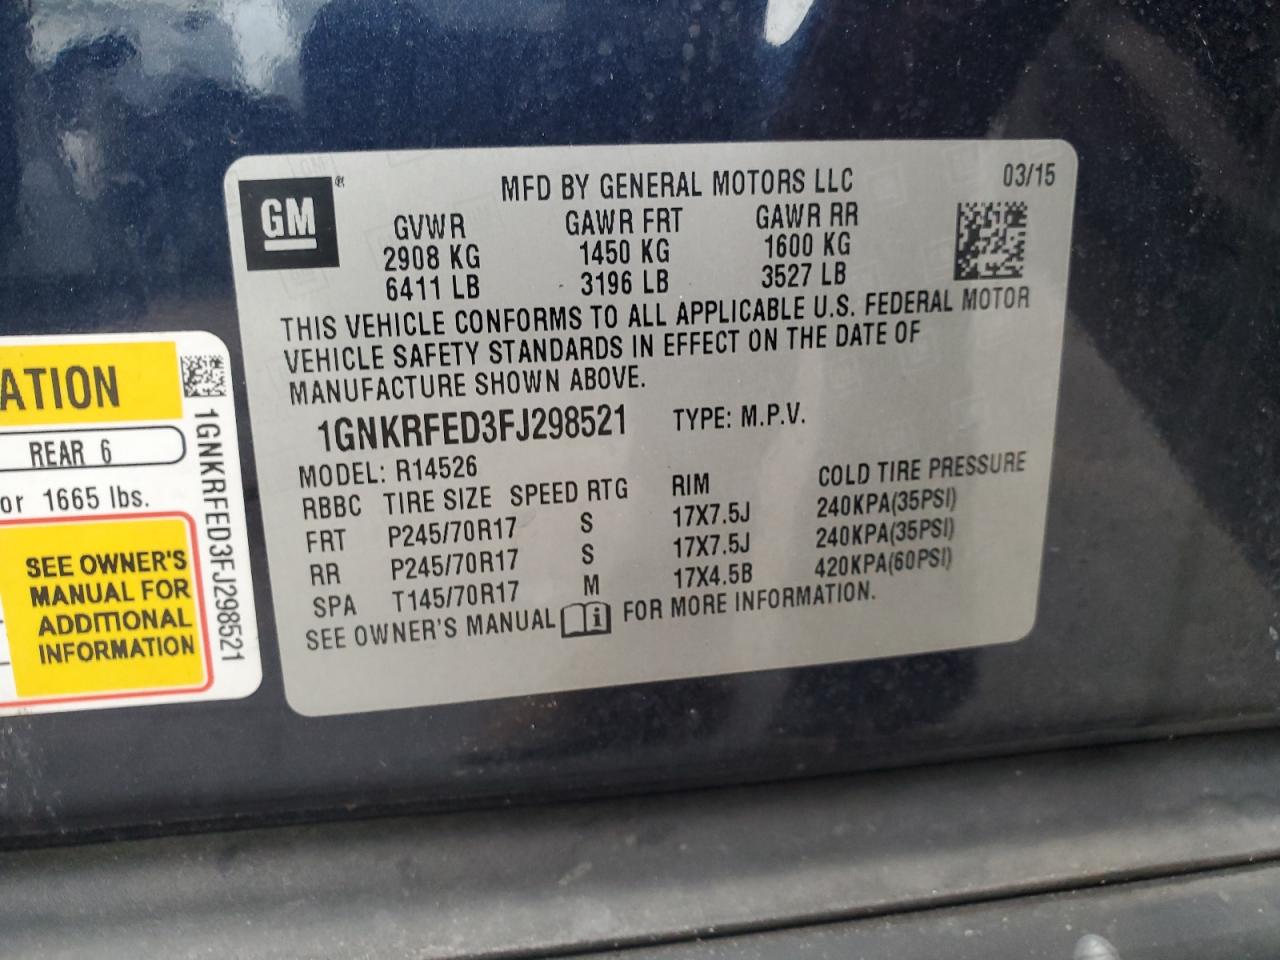 GM
®
MFD BY GENERAL MOTORS LLC
03/15
GVWR GAWR FRT GAWR RR
2908 KG 1450 KG 1600 KG
6411 LB 3196 LB 3527 LB
THIS VEHICLE CONFORMS TO ALL APPLICABLE U.S. FEDERAL MOTOR
VEHICLE SAFETY STANDARDS IN EFFECT ON THE DATE OF
MANUFACTURE SHOWN ABOVE.
1GNKRFED3FJ298521 TYPE: M.P.V.
MODEL: R14526
RBBC TIRE SIZE SPEED RTG RIM COLD TIRE PRESSURE
FRT P245/70R17 S 17X7.5J 240KPA(35PSI)
RR P245/70R17 S 17X7.5J 240KPA(35PSI)
SPA T145/70R17 M 17X4.5B 420KPA(60PSI)
SEE OWNER'S MANUAL i FOR MORE INFORMATION.
ATION
REAR 6
or 1665 lbs.
SEE OWNER'S
MANUAL FOR
ADDITIONAL
INFORMATION
1GNKRFED3FJ298521